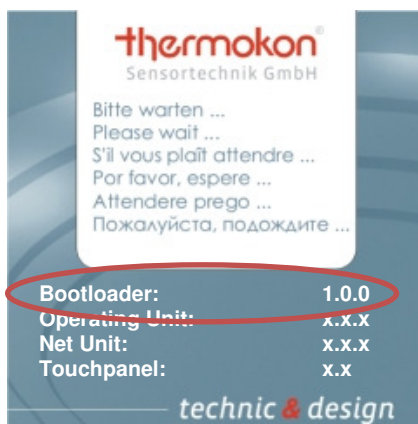 thermokon®
Sensortechnik GmbH
Bitte warten ...
Please wait ...
S'il vous plaît attendre ...
Por favor, espere ...
Attendere prego ...
Пожалуйста, подождите ...
Bootloader: 1.0.0
Operating Unit: x.x.x
Net Unit: x.x.x
Touchpanel: x.x
technic & design